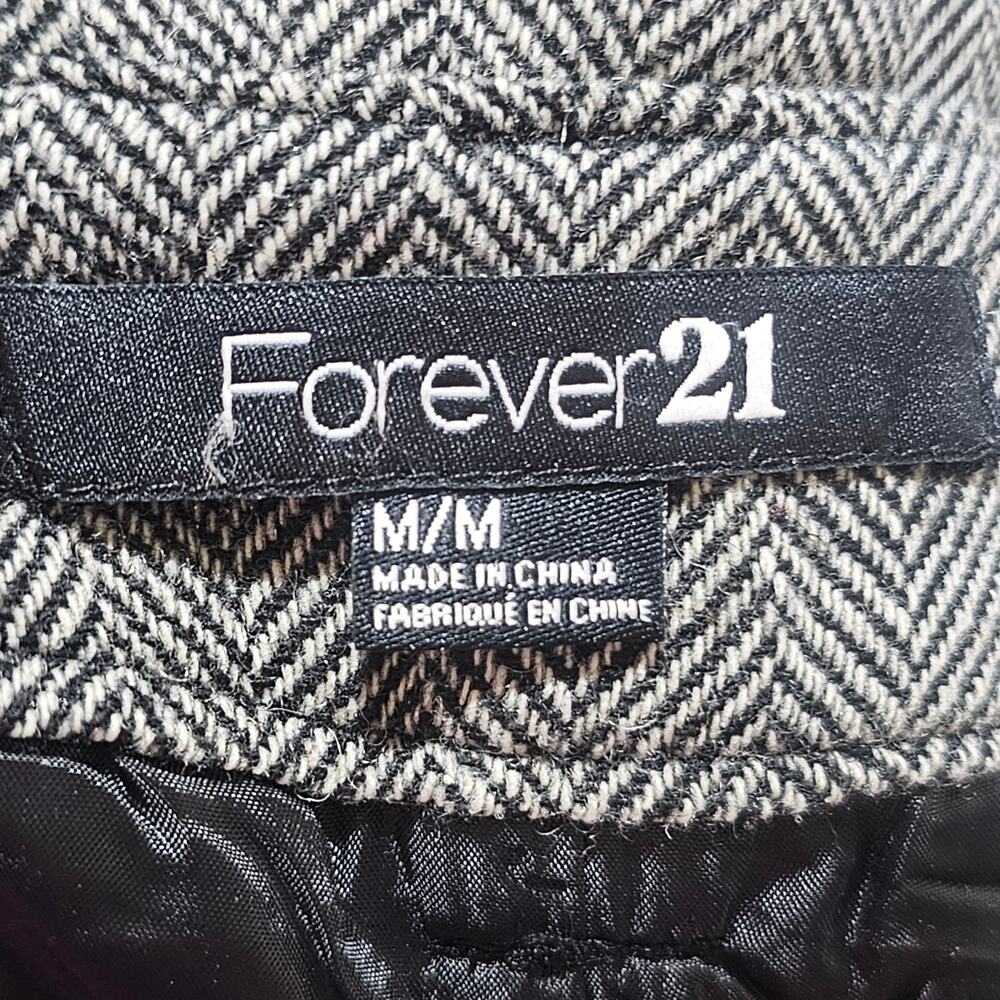 Forever21
M/M
MADE IN CHINA
FABRIQUÉ EN CHINE